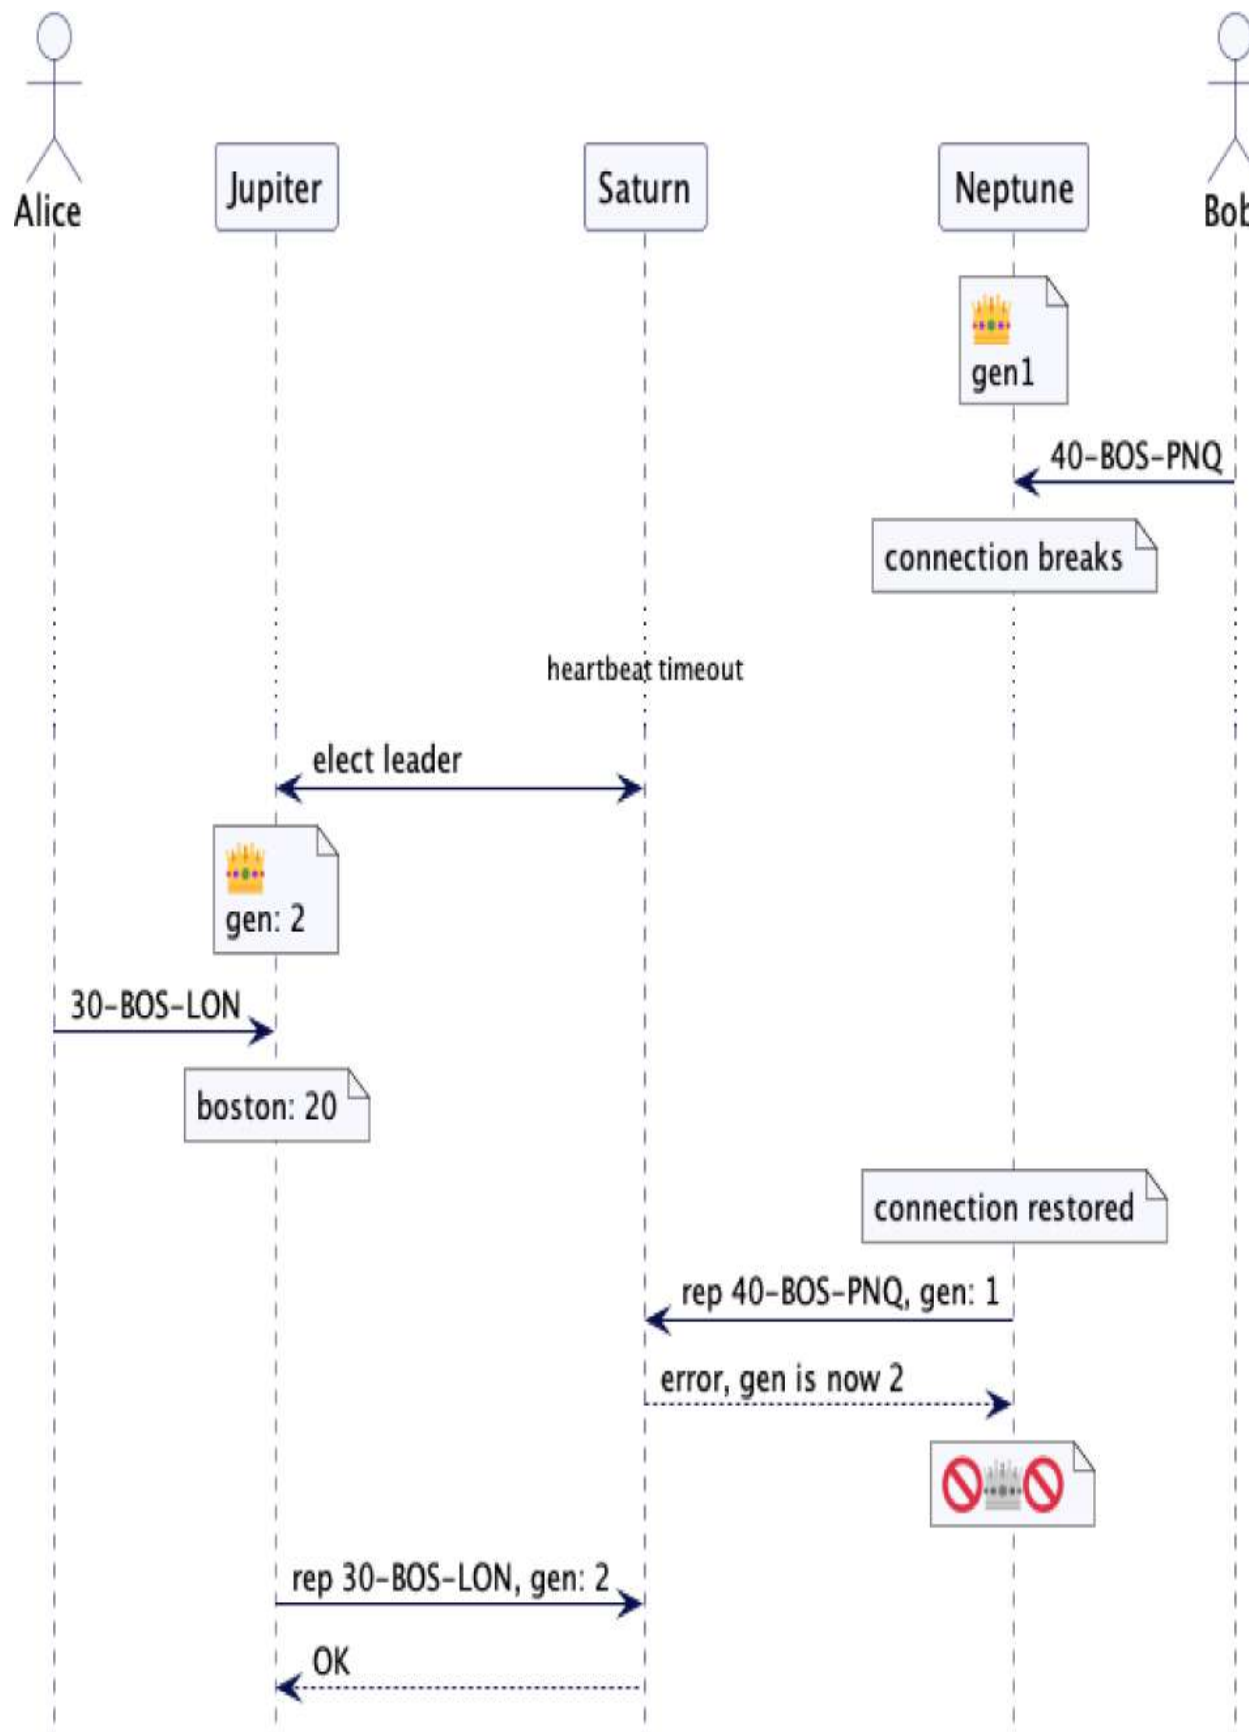 Alice
Jupiter
Saturn
Neptune
Bob
gen1
40-BOS-PNQ
connection breaks
heartbeat timeout
elect leader
gen: 2
30-BOS-LON
boston: 20
connection restored
rep 40-BOS-PNQ, gen: 1
error, gen is now 2
rep 30-BOS-LON, gen: 2
OK